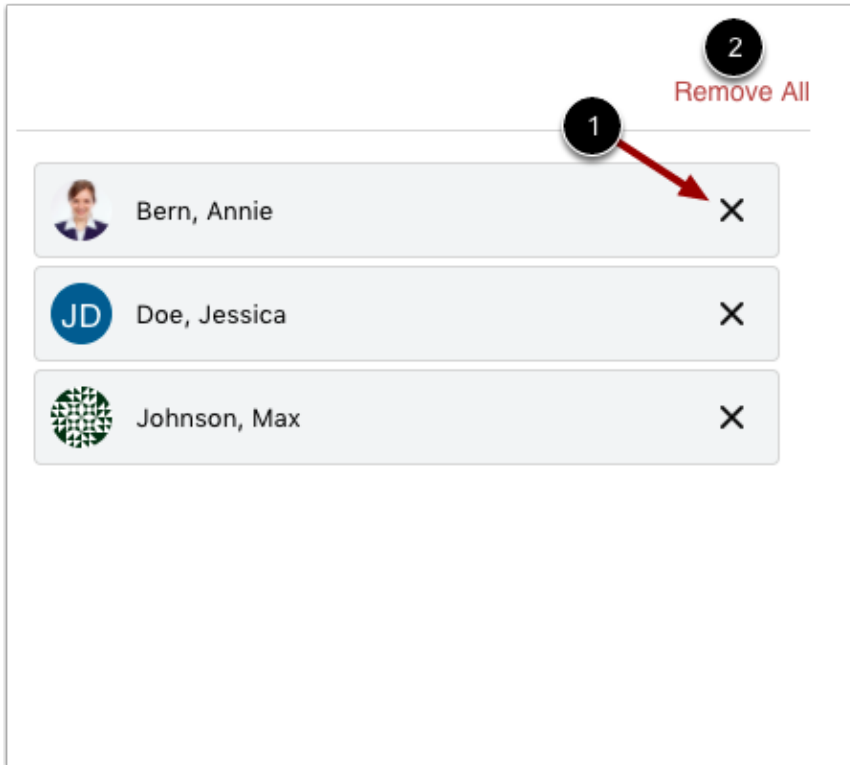 2
Remove All
1
Bern, Annie
JD Doe, Jessica
Johnson, Max